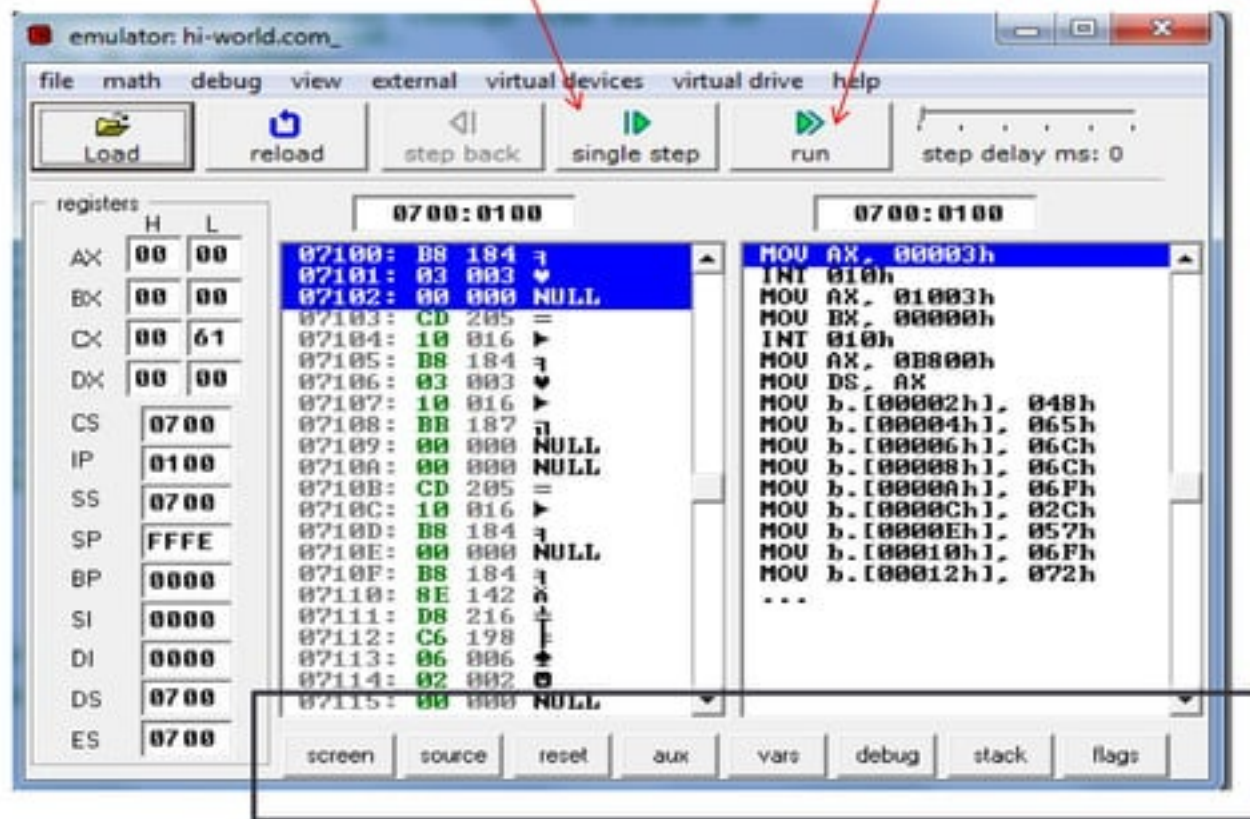 emulator: hi-world.com_
file math debug view external virtual devices virtual drive help
Load reload step back single step run step delay ms: 0
registers
H L
AX 00 00
BX 00 00
CX 00 61
DX 00 00
CS 0700
IP 0100
SS 0700
SP FFFE
BP 0000
SI 0000
DI 0000
DS 0700
ES 0700
0700:0100
07100: B8 184 ╕
07101: 03 003 ♥
07102: 00 000 NULL
07103: CD 205 =
07104: 10 016 ►
07105: B8 184 ╕
07106: 03 003 ♥
07107: 10 016 ►
07108: BB 187 ╗
07109: 00 000 NULL
0710A: 00 000 NULL
0710B: CD 205 =
0710C: 10 016 ►
0710D: B8 184 ╕
0710E: 00 000 NULL
0710F: B8 184 ╕
07110: 8E 142 Ä
07111: D8 216 ╪
07112: C6 198 ╞
07113: 06 006 ♠
07114: 02 002 ☻
07115: 00 000 NULL
0700:0100
MOV AX, 00003h
INT 010h
MOV AX, 01003h
MOV BX, 00000h
INT 010h
MOV AX, 0B800h
MOV DS, AX
MOV b.[00002h], 048h
MOV b.[00004h], 065h
MOV b.[00006h], 06Ch
MOV b.[00008h], 06Ch
MOV b.[0000Ah], 06Fh
MOV b.[0000Ch], 02Ch
MOV b.[0000Eh], 057h
MOV b.[00010h], 06Fh
MOV b.[00012h], 072h
...
screen source reset aux vars debug stack flags